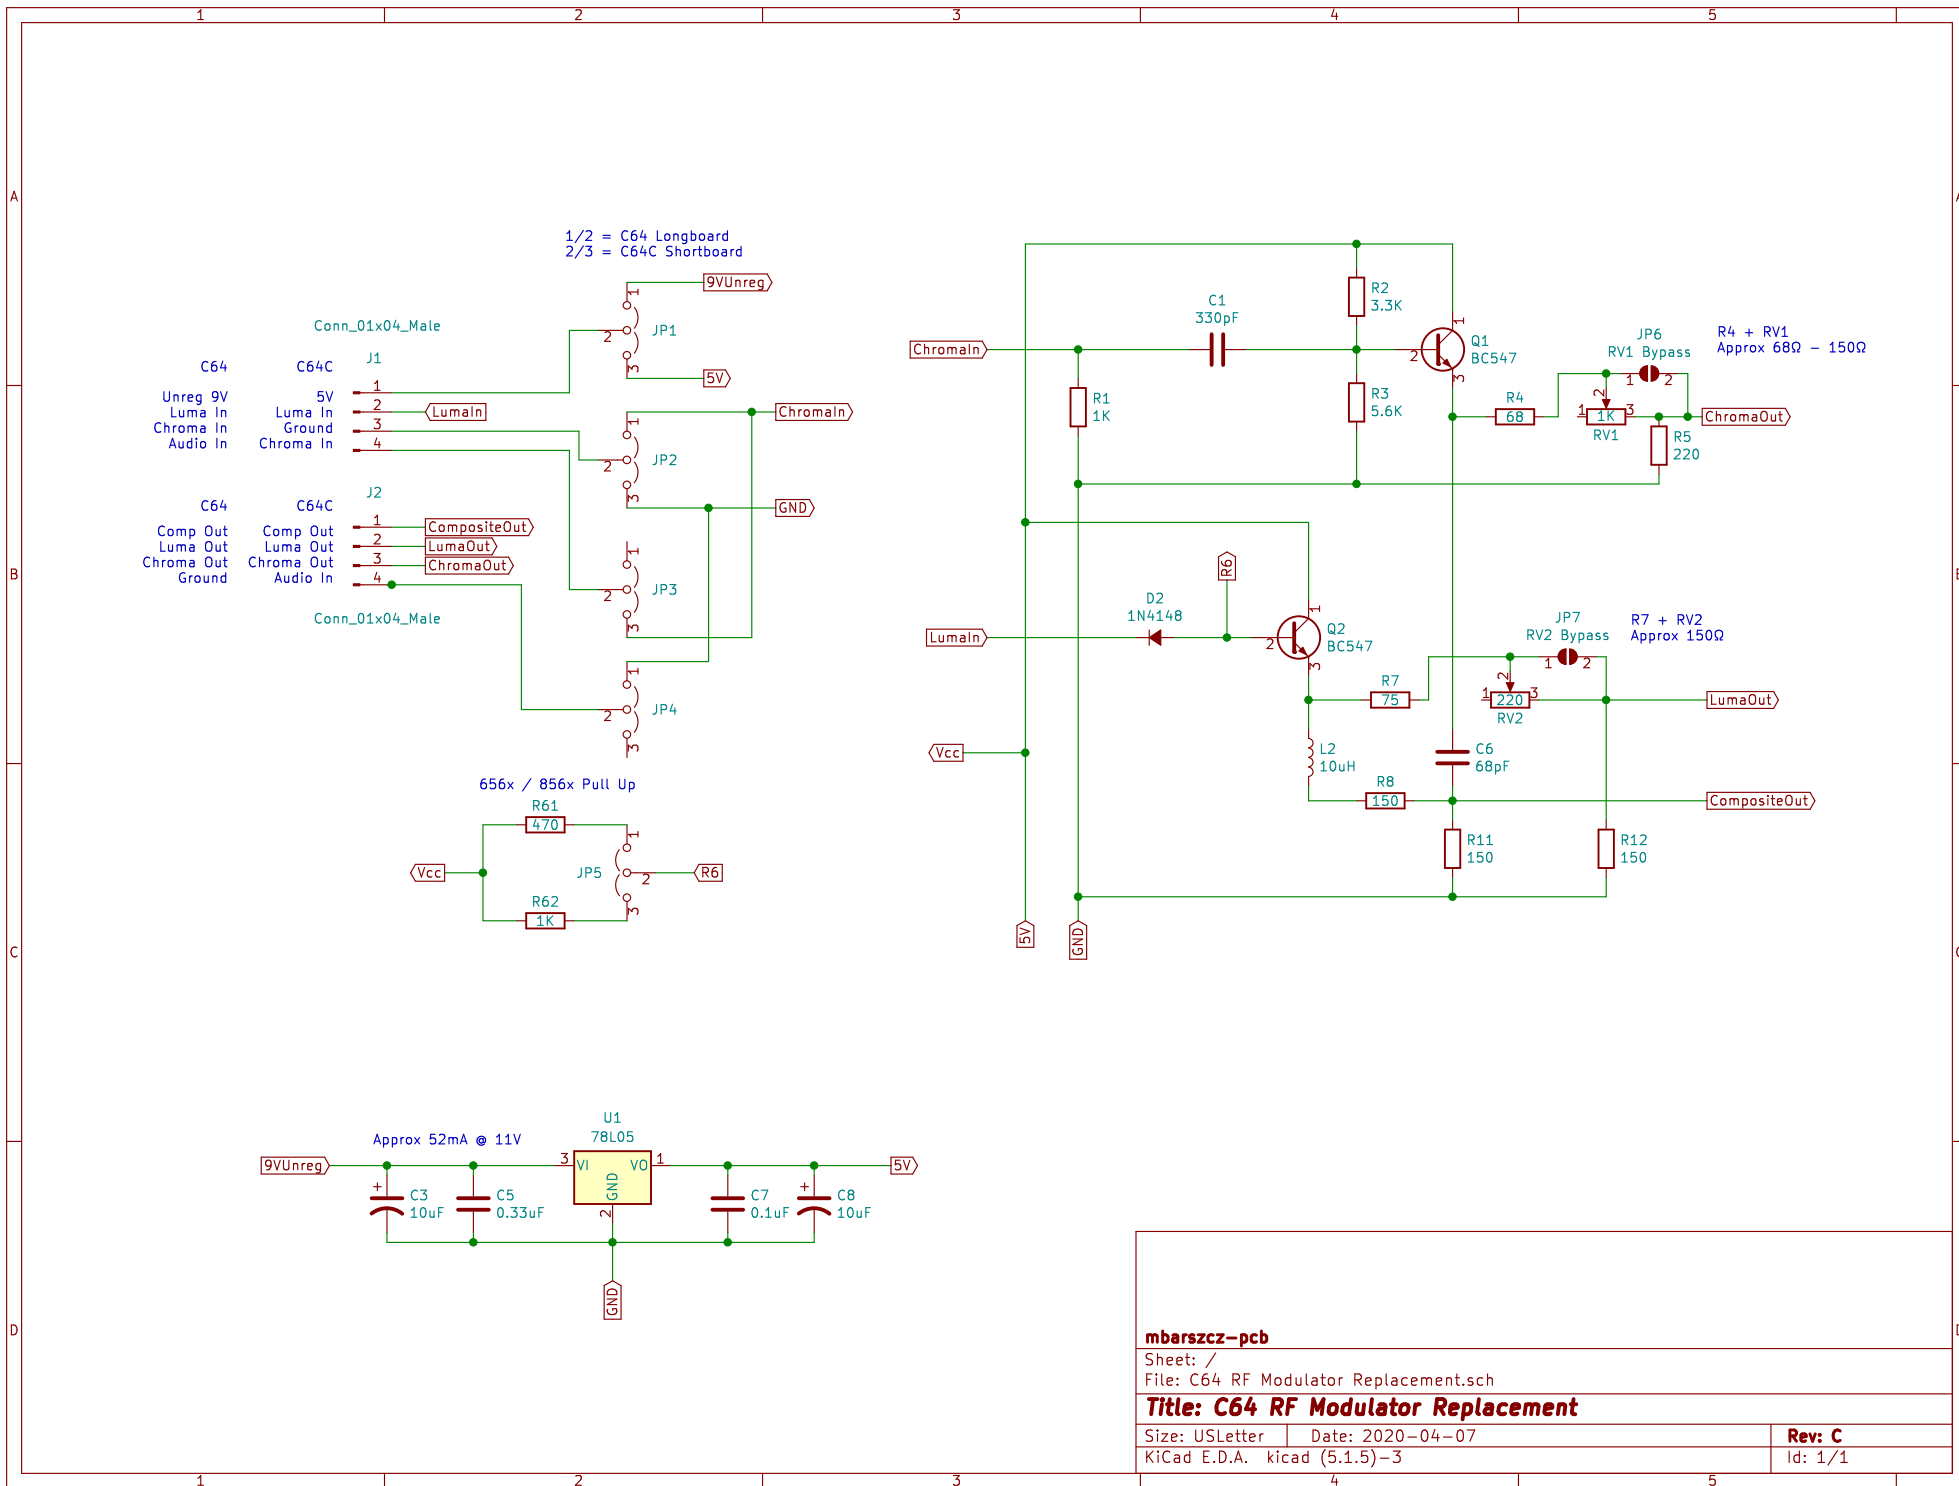 1 2 3 4 5
A
B
C
D
1/2 = C64 Longboard
2/3 = C64C Shortboard
9VUnreg
1
2
3
JP1
5V
Conn_01x04_Male
J1
C64 C64C
Unreg 9V 5V 1
Luma In Luma In 2 LumaIn
Chroma In Ground 3
Audio In Chroma In 4
ChromaIn
1
2
3
JP2
GND
J2
C64 C64C
Comp Out Comp Out 1 CompositeOut
Luma Out Luma Out 2 LumaOut
Chroma Out Chroma Out 3 ChromaOut
Ground Audio In 4
Conn_01x04_Male
1
2
3
JP3
1
2
3
JP4
656x / 856x Pull Up
R61
470
Vcc
1
2
3
JP5
R6
R62
1K
ChromaIn
C1
330pF
R1
1K
R2
3.3K
R3
5.6K
1
2
3
Q1
BC547
R4
68
JP6
RV1 Bypass
1 2
R4 + RV1
Approx 68Ω - 150Ω
1 2 3
1K
RV1
ChromaOut
R5
220
R6
D2
1N4148
LumaIn
1
2
3
Q2
BC547
JP7
RV2 Bypass
1 2
R7 + RV2
Approx 150Ω
R7
75
1 2 3
220
RV2
LumaOut
L2
10uH
C6
68pF
Vcc
R8
150
CompositeOut
R11
150
R12
150
5V
GND
U1
78L05
Approx 52mA @ 11V
9VUnreg
3 VI VO 1
GND
2
5V
C3
10uF
C5
0.33uF
C7
0.1uF
C8
10uF
GND
mbarszcz-pcb
Sheet: /
File: C64 RF Modulator Replacement.sch
Title: C64 RF Modulator Replacement
Size: USLetter Date: 2020-04-07 Rev: C
KiCad E.D.A. kicad (5.1.5)-3 Id: 1/1
1 2 3 4 5